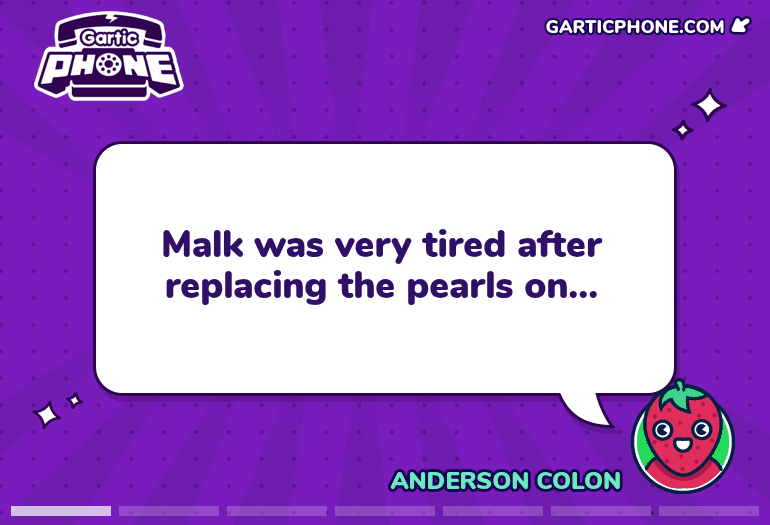 Gartic
PHONE
GARTICPHONE.COM
Malk was very tired after
replacing the pearls on...
ANDERSON COLON